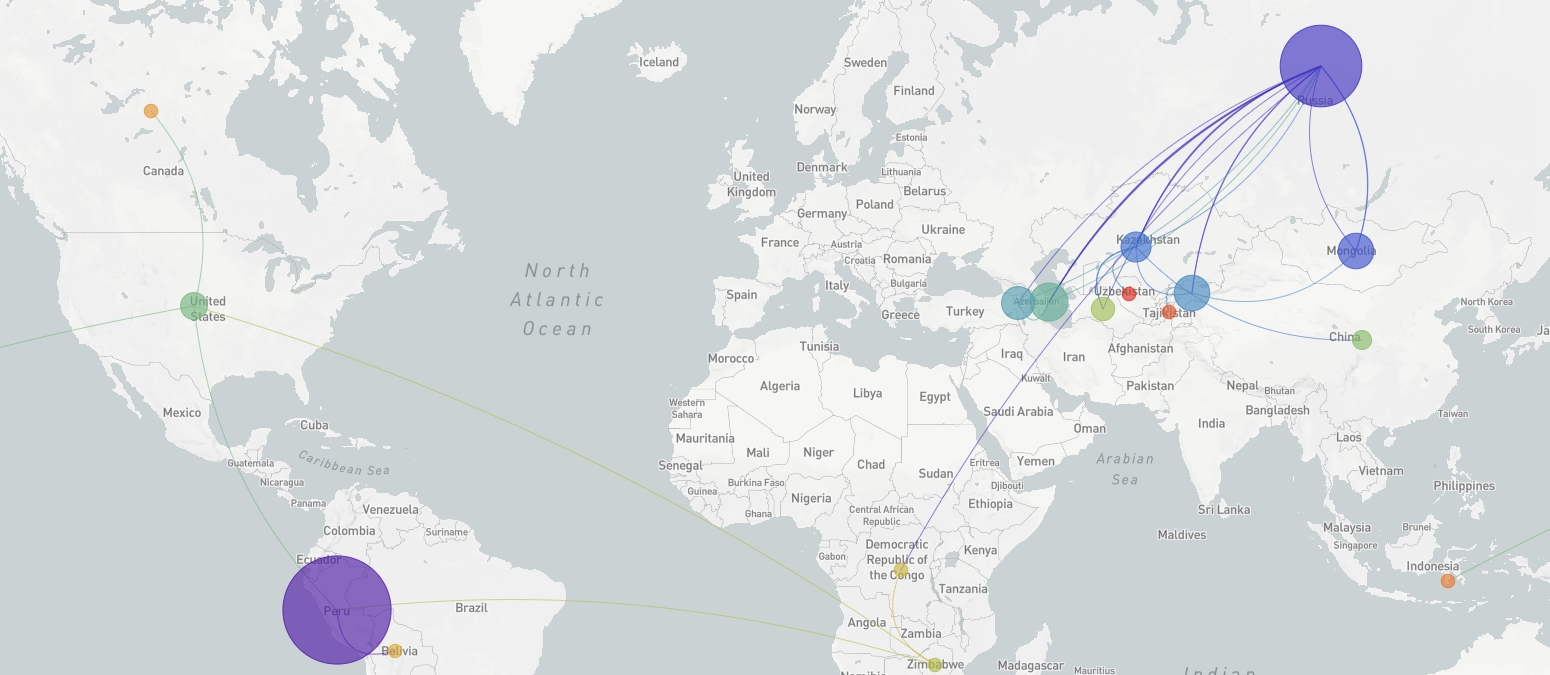 Iceland
Sweden
Finland
Norway
Russia
Estonia
Denmark
Lithuania
Canada
United
Kingdom
Belarus
Poland
Germany
Ukraine
France
Austria
Kazakhstan
Mongolia
Croatia
Romania
North
Atlantic
Ocean
Bulgaria
Italy
Spain
Uzbekistan
Azerbaijan
United
States
Greece
Turkey
Tajikistan
North Korea
South Korea
Ja
China
Tunisia
Morocco
Iraq
Iran
Afghanistan
Kuwait
Algeria
Libya
Egypt
Pakistan
Nepal
Bhutan
Western
Sahara
Mexico
Saudi Arabia
Bangladesh
Taiwan
Cuba
India
Oman
Mauritania
Laos
Mali
Niger
Chad
Guatemala
Caribbean Sea
Senegal
Eritrea
Yemen
Arabian
Sea
Sudan
Vietnam
Nicaragua
Burkina Faso
Djibouti
Philippines
Guinea
Nigeria
Panama
Venezuela
Ghana
Central African
Republic
Ethiopia
Sri Lanka
Colombia
Suriname
Maldives
Malaysia
Brunei
Singapore
Democratic
Republic of
the Congo
Gabon
Kenya
Ecuador
Indonesia
Tanzania
Peru
Brazil
Angola
Zambia
Bolivia
Zimbabwe
Madagascar
Mauritius
Namibia
Indian